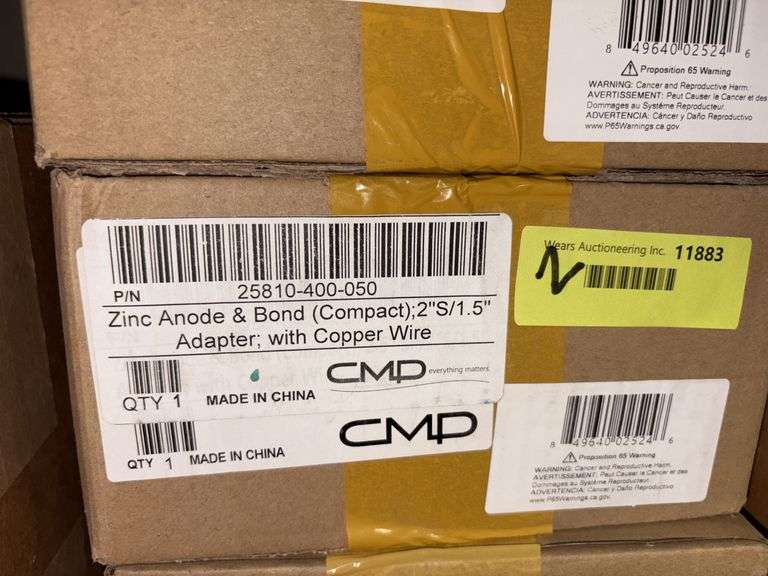 8 49640 02524 6
Proposition 65 Warning
WARNING: Cancer and Reproductive Harm.
AVERTISSEMENT: Peut Causer le Cancer et des
Dommages au Système Reproducteur.
ADVERTENCIA: Cáncer y Daño Reproductivo
www.P65Warnings.ca.gov.
P/N 25810-400-050
Zinc Anode & Bond (Compact);2"S/1.5"
Adapter; with Copper Wire
QTY 1 MADE IN CHINA
CMP everything matters.
QTY 1 MADE IN CHINA
CMP
Wears Auctioneering Inc. 11883
N
8 49640 02524 6
Proposition 65 Warning
WARNING: Cancer and Reproductive Harm.
AVERTISSEMENT: Peut Causer le Cancer et des
Dommages au Système Reproducteur.
ADVERTENCIA: Cáncer y Daño Reproductivo
www.P65Warnings.ca.gov.